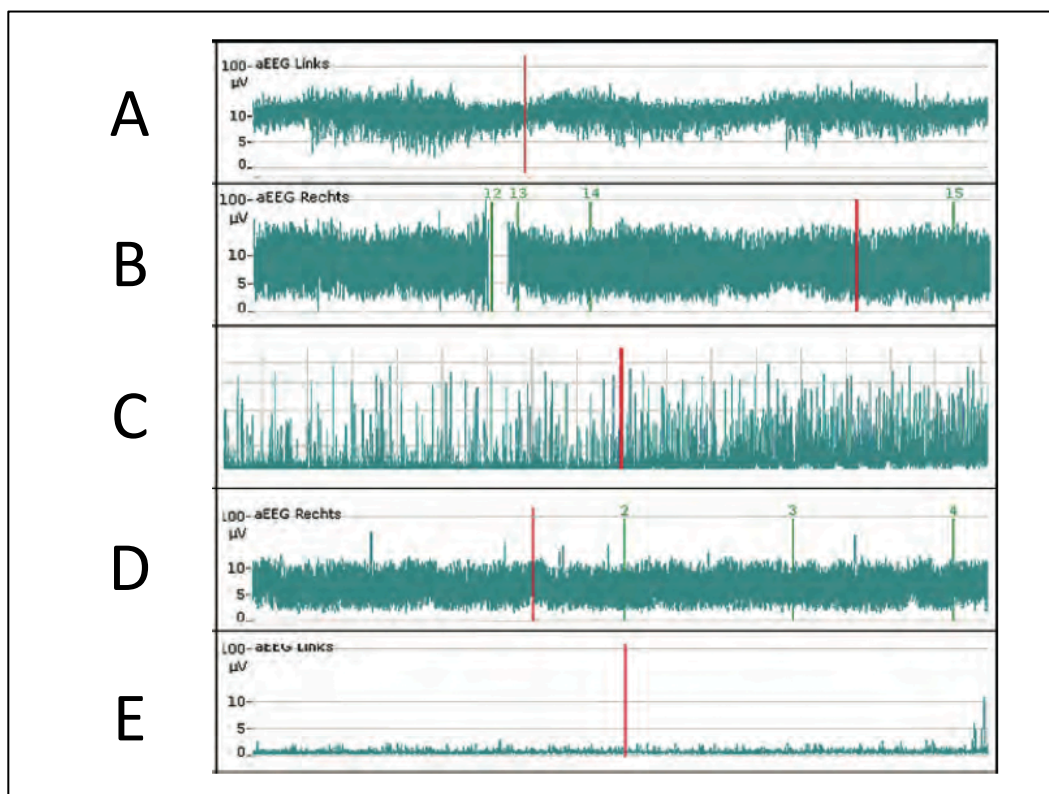 A
100- aEEG Links
µV
10-
5-
0-
B
100- aEEG Rechts
µV
12 13 14 15
10-
5-
0-
C
D
100- aEEG Rechts
µV
2 3 4
10-
5-
0-
E
100- aEEG Links
µV
10-
5-
0-